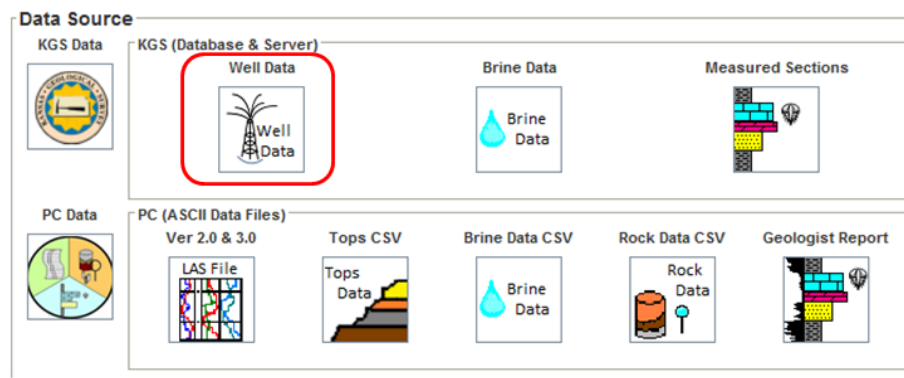 Data Source
KGS Data
KGS (Database & Server)
Well Data
Brine Data
Measured Sections
Well
Data
Brine
Data
PC Data
PC (ASCII Data Files)
Ver 2.0 & 3.0
Tops CSV
Brine Data CSV
Rock Data CSV
Geologist Report
LAS File
Tops
Data
Brine
Data
Rock
Data